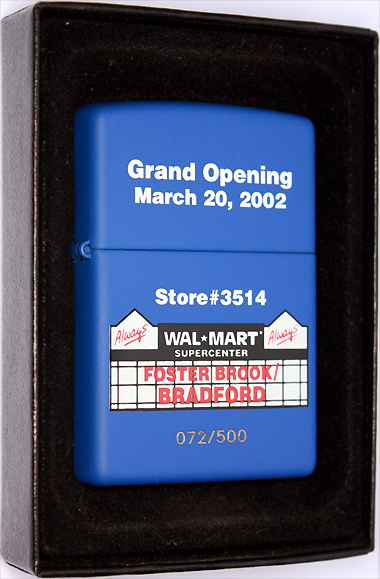 Grand Opening
March 20, 2002
Store#3514
Always WAL★MART Always
SUPERCENTER
FOSTER BROOK/
BRADFORD
072/500